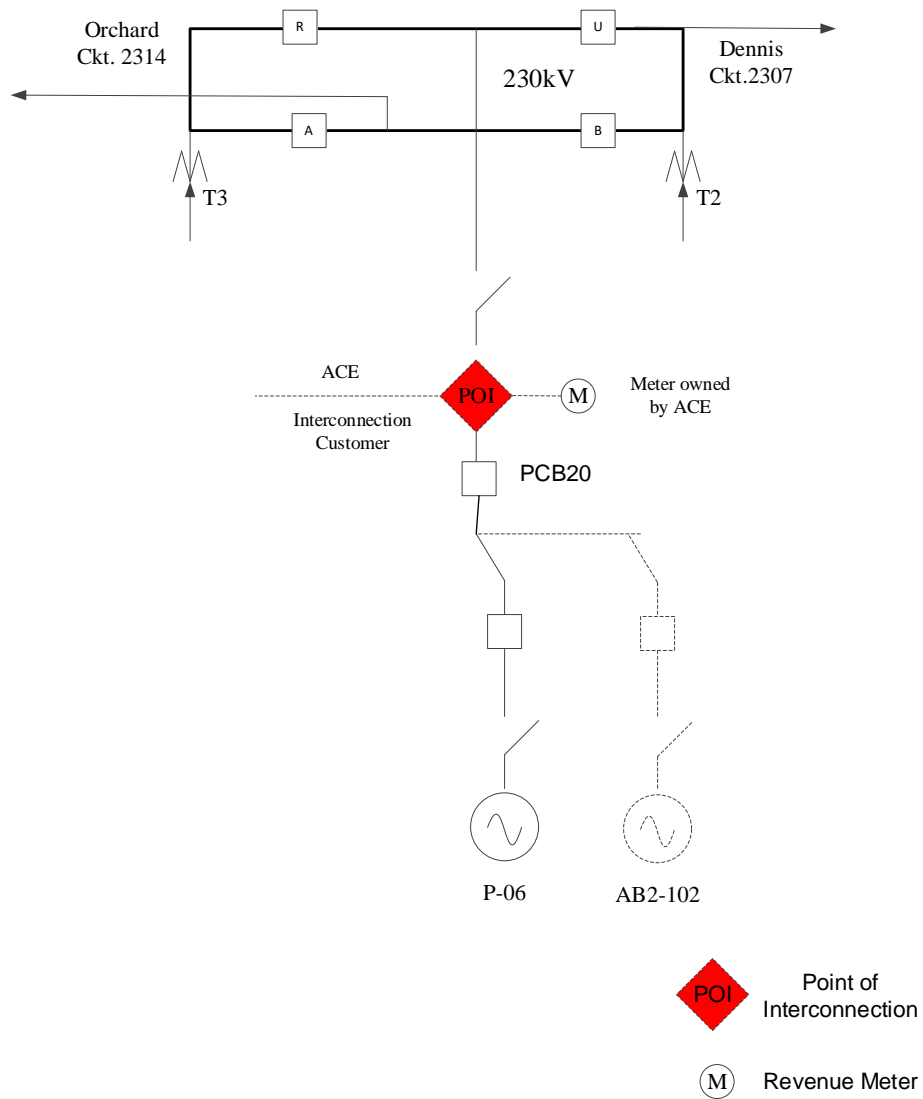 Orchard
Ckt. 2314
R
U
Dennis
Ckt.2307
230kV
A
B
T3
T2
ACE
POI
M
Meter owned
by ACE
Interconnection
Customer
PCB20
P-06
AB2-102
POI
Point of
Interconnection
M
Revenue Meter